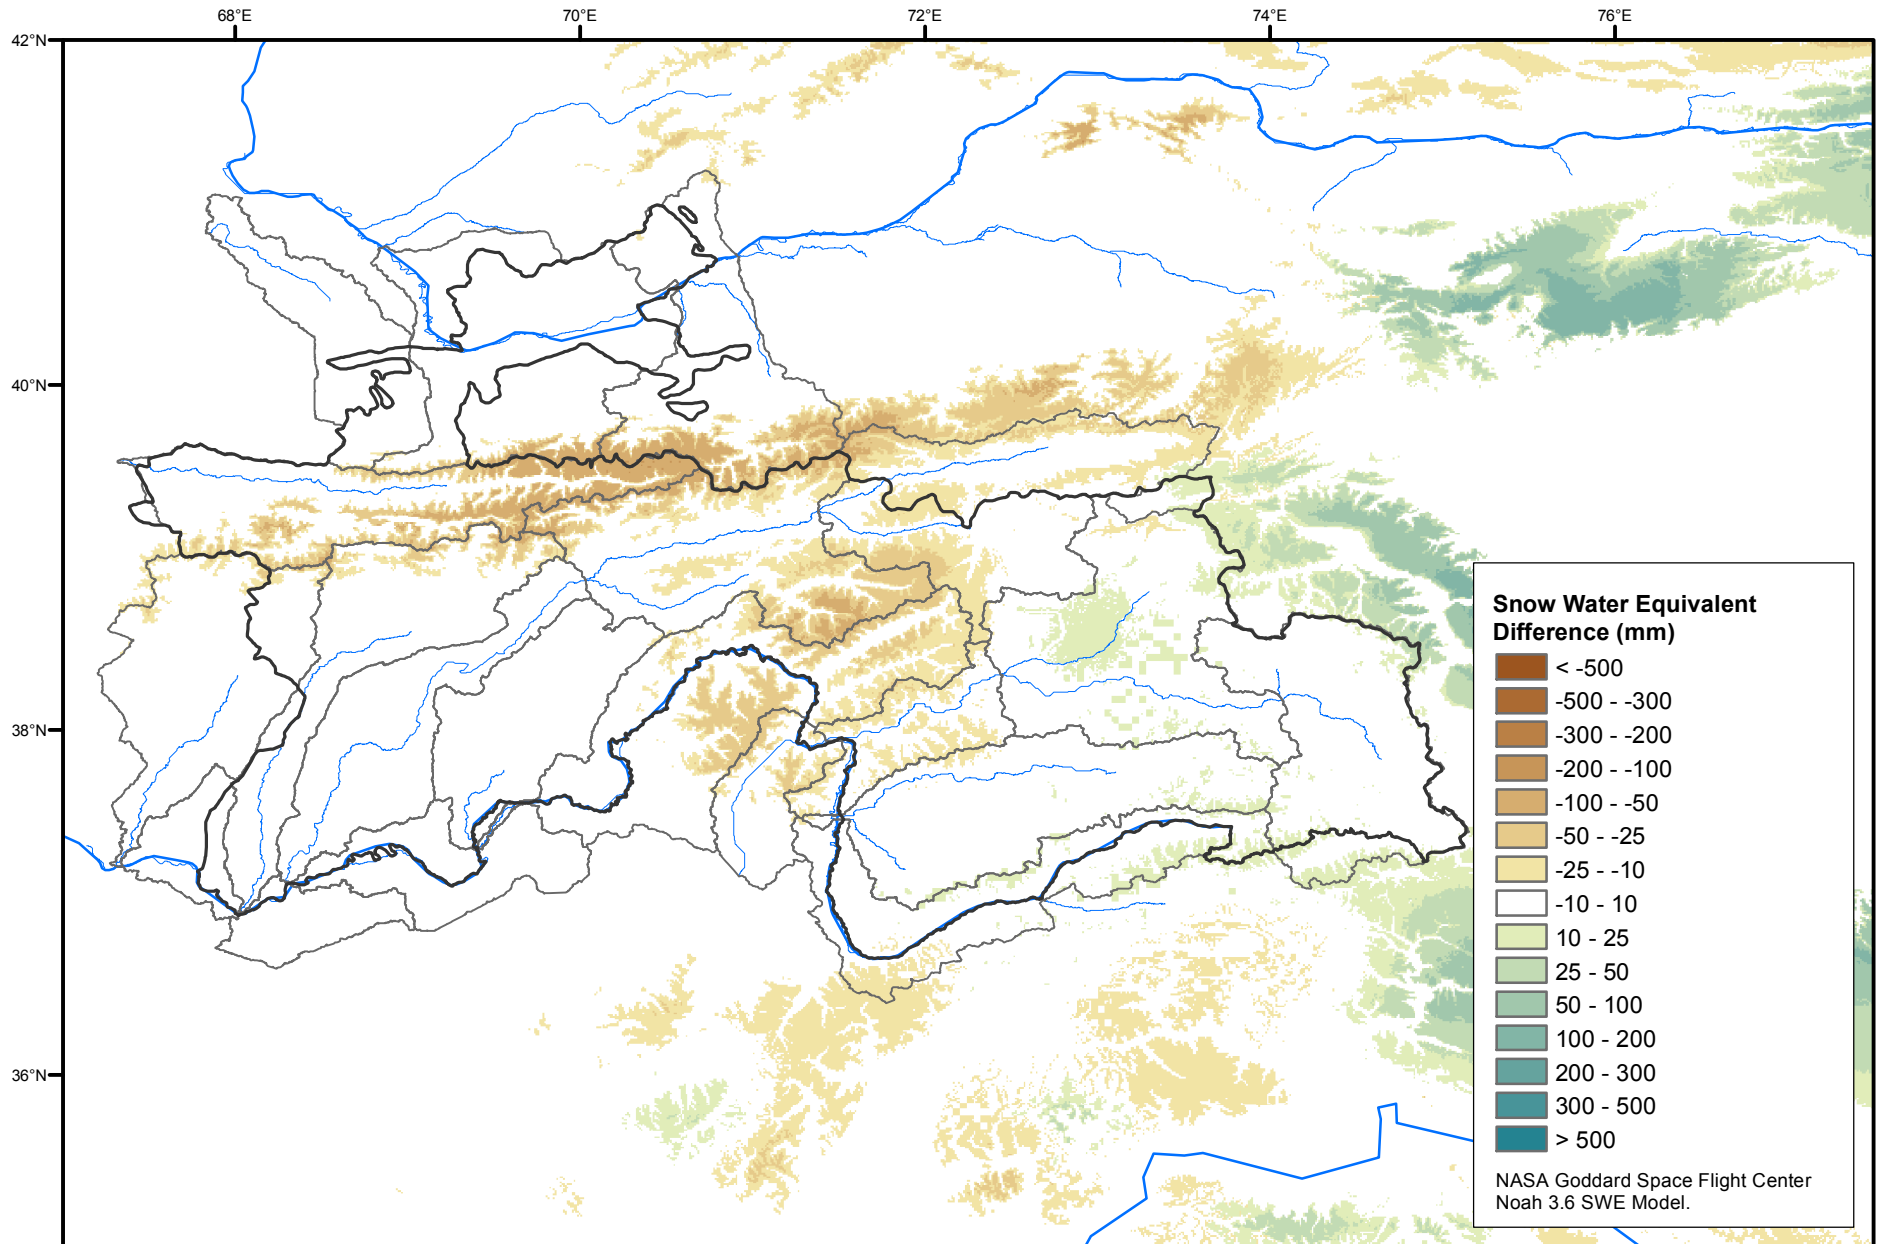 68°E
70°E
72°E
74°E
76°E
42°N
40°N
38°N
36°N
Snow Water Equivalent
Difference (mm)
< -500
-500 - -300
-300 - -200
-200 - -100
-100 - -50
-50 - -25
-25 - -10
-10 - 10
10 - 25
25 - 50
50 - 100
100 - 200
200 - 300
300 - 500
> 500
NASA Goddard Space Flight Center
Noah 3.6 SWE Model.